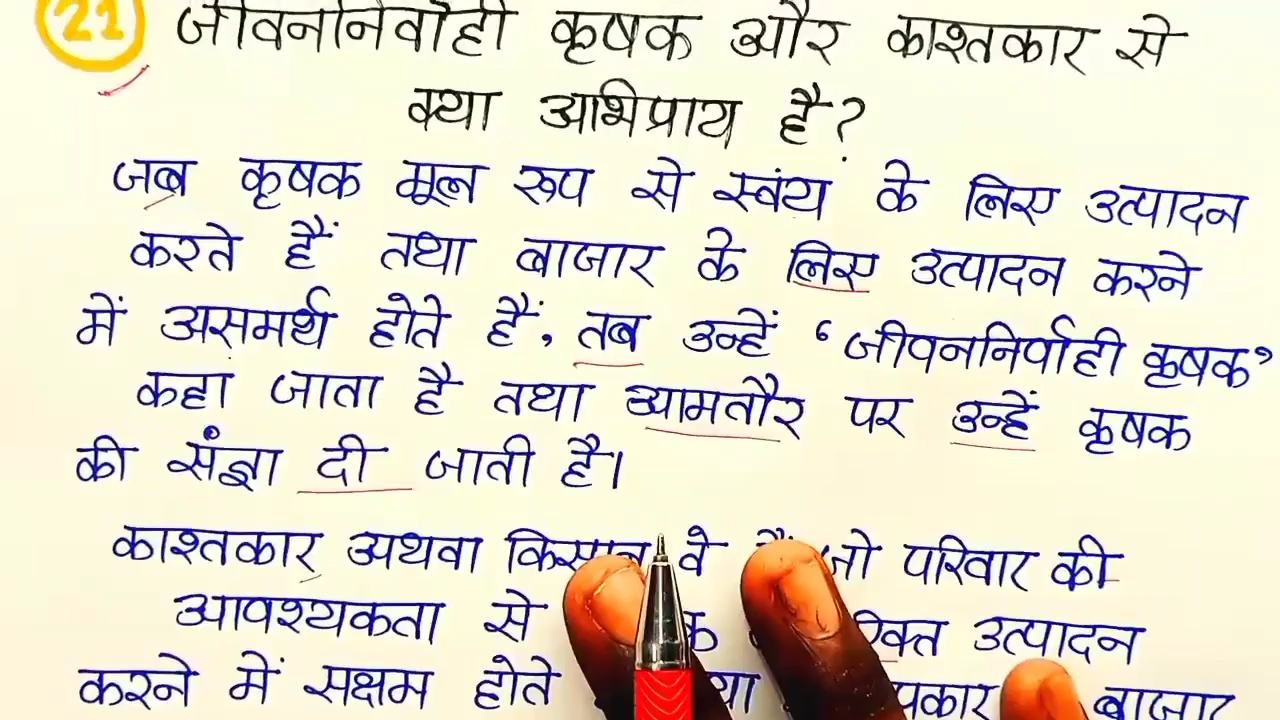 21 जीवननिर्वाही कृषक और काश्तकार से
क्या अभिप्राय है?
जब कृषक मूल रूप से स्वंय के लिए उत्पादन
करते हैं तथा बाजार के लिए उत्पादन करने
में असमर्थ होते हैं, तब उन्हें ‘जीवननिर्वाही कृषक’
कहा जाता है तथा आमतौर पर उन्हें कृषक
की संज्ञा दी जाती है।
काश्तकार अथवा किसान वे जो परिवार की
आवश्यकता से उत्पादन
करने में सक्षम होते बाजार